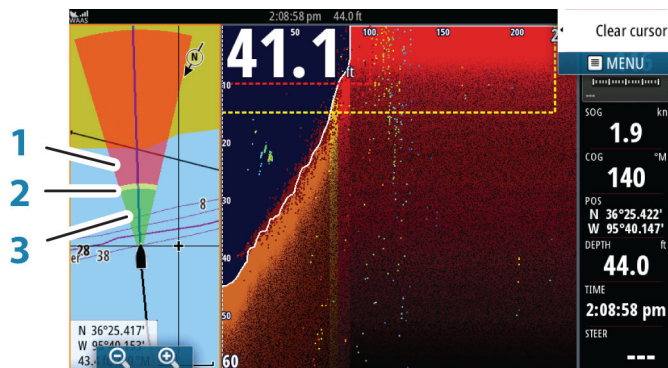 WAAS
2:08:58 pm 44.0 ft
Clear cursor
MENU
1
2
3
N
8
28
38
er
N 36°25.417'
41.1 ft
50
100
150
200
10
20
30
40
50
60
SOG kn
1.9
COG °M
140
POS
N 36°25.422'
W 95°40.147'
DEPTH ft
44.0
TIME
2:08:58 pm
STEER
---